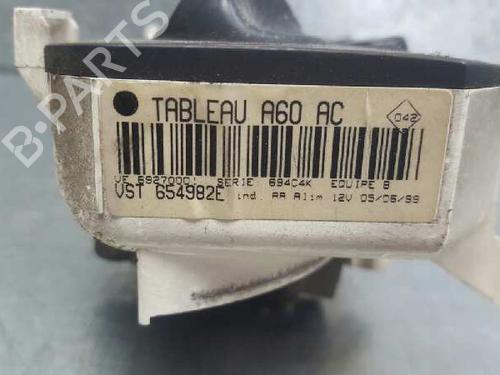 TABLEAU A60 AC
042
VE 6927000! SERIE 694C4K EQUIPE 8
VST 654982E ind. AA Alim 12V 05/06/99
B-PARTS